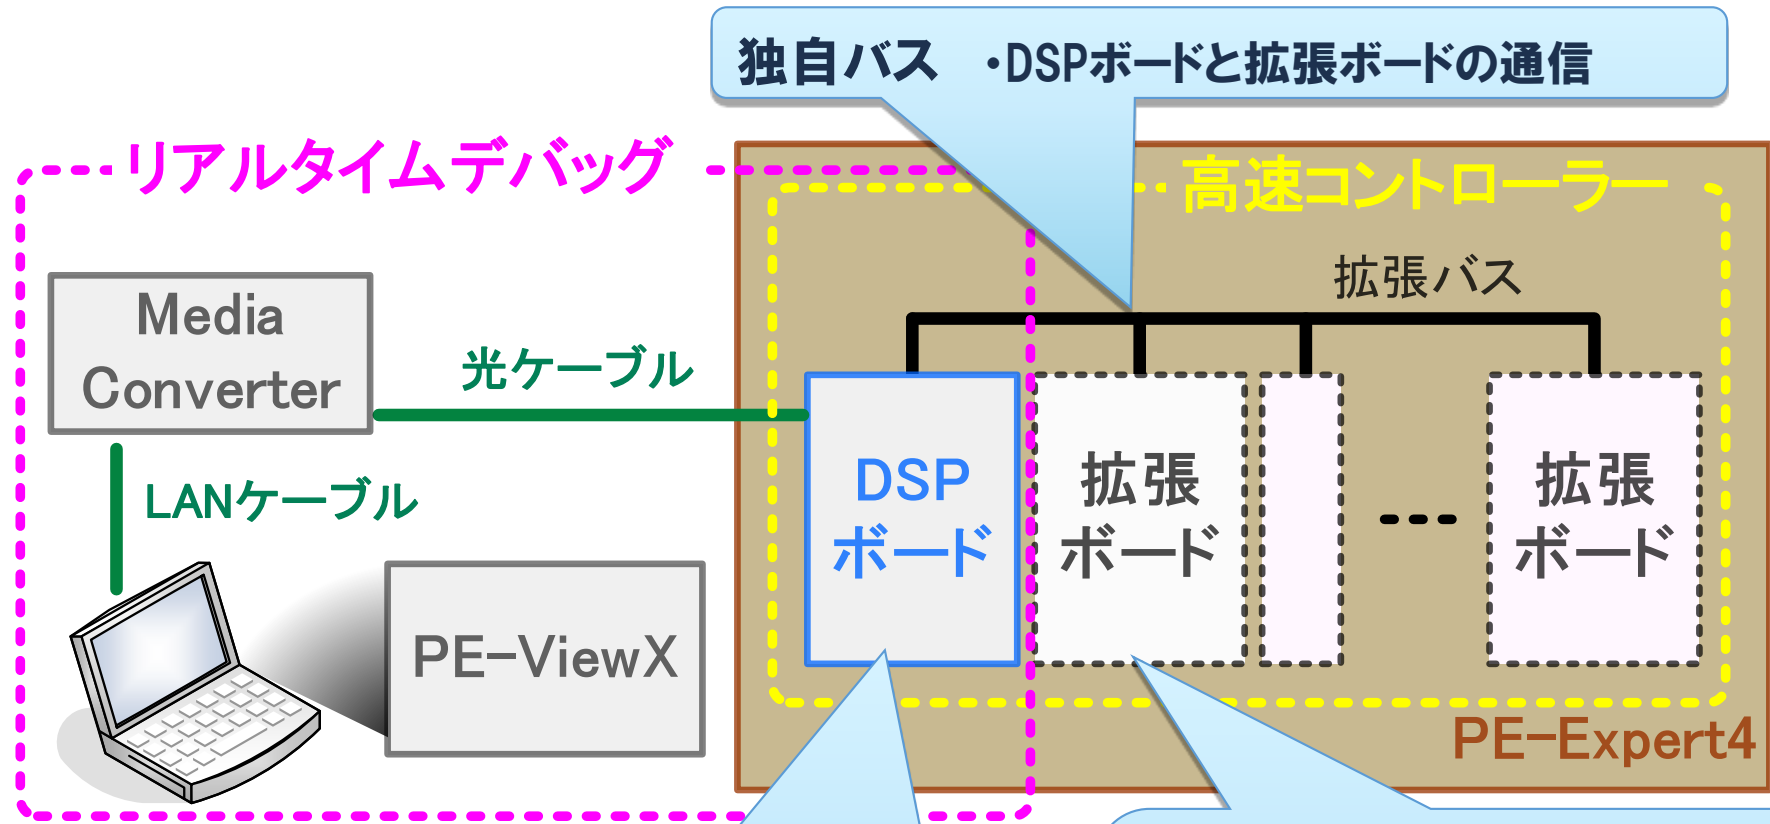 独自バス ・DSPボードと拡張ボードの通信
リアルタイムデバッグ
高速コントローラー
拡張バス
Media
Converter
光ケーブル
LANケーブル
DSP
ボード
拡張
ボード
拡張
ボード
PE-ViewX
PE-Expert4